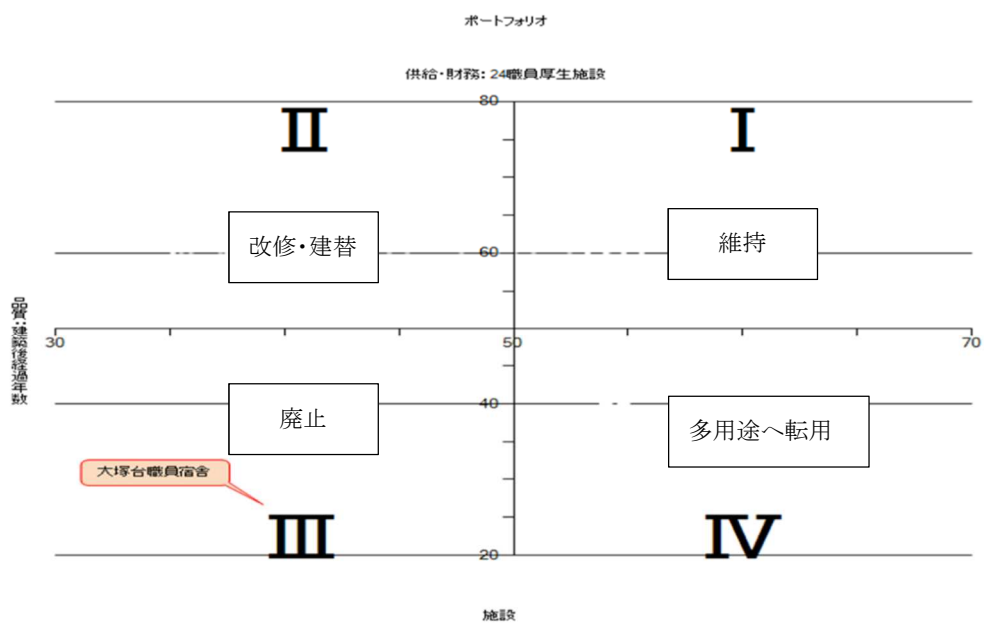 ポートフォリオ
供給・財務: 24職員厚生施設
80
Ⅱ
Ⅰ
改修・建替
維持
60
品質:建築後経過年数
30
50
70
廃止
40
多用途へ転用
大塚台職員宿舎
Ⅲ
Ⅳ
20
施設